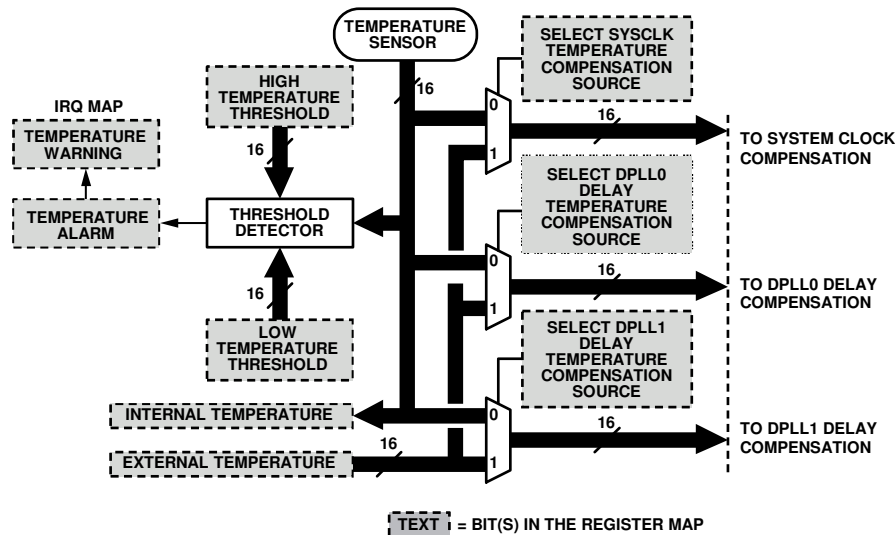 TEMPERATURE
SENSOR
SELECT SYSCLK
TEMPERATURE
COMPENSATION
SOURCE
HIGH
TEMPERATURE
THRESHOLD
16
IRQ MAP
TEMPERATURE
WARNING
16
0
1
16
TO SYSTEM CLOCK
COMPENSATION
SELECT DPLL0
DELAY
TEMPERATURE
COMPENSATION
SOURCE
TEMPERATURE
ALARM
THRESHOLD
DETECTOR
0
1
16
TO DPLL0 DELAY
COMPENSATION
16
LOW
TEMPERATURE
THRESHOLD
SELECT DPLL1
DELAY
TEMPERATURE
COMPENSATION
SOURCE
INTERNAL TEMPERATURE
0
1
16
TO DPLL1 DELAY
COMPENSATION
EXTERNAL TEMPERATURE
16
TEXT = BIT(S) IN THE REGISTER MAP